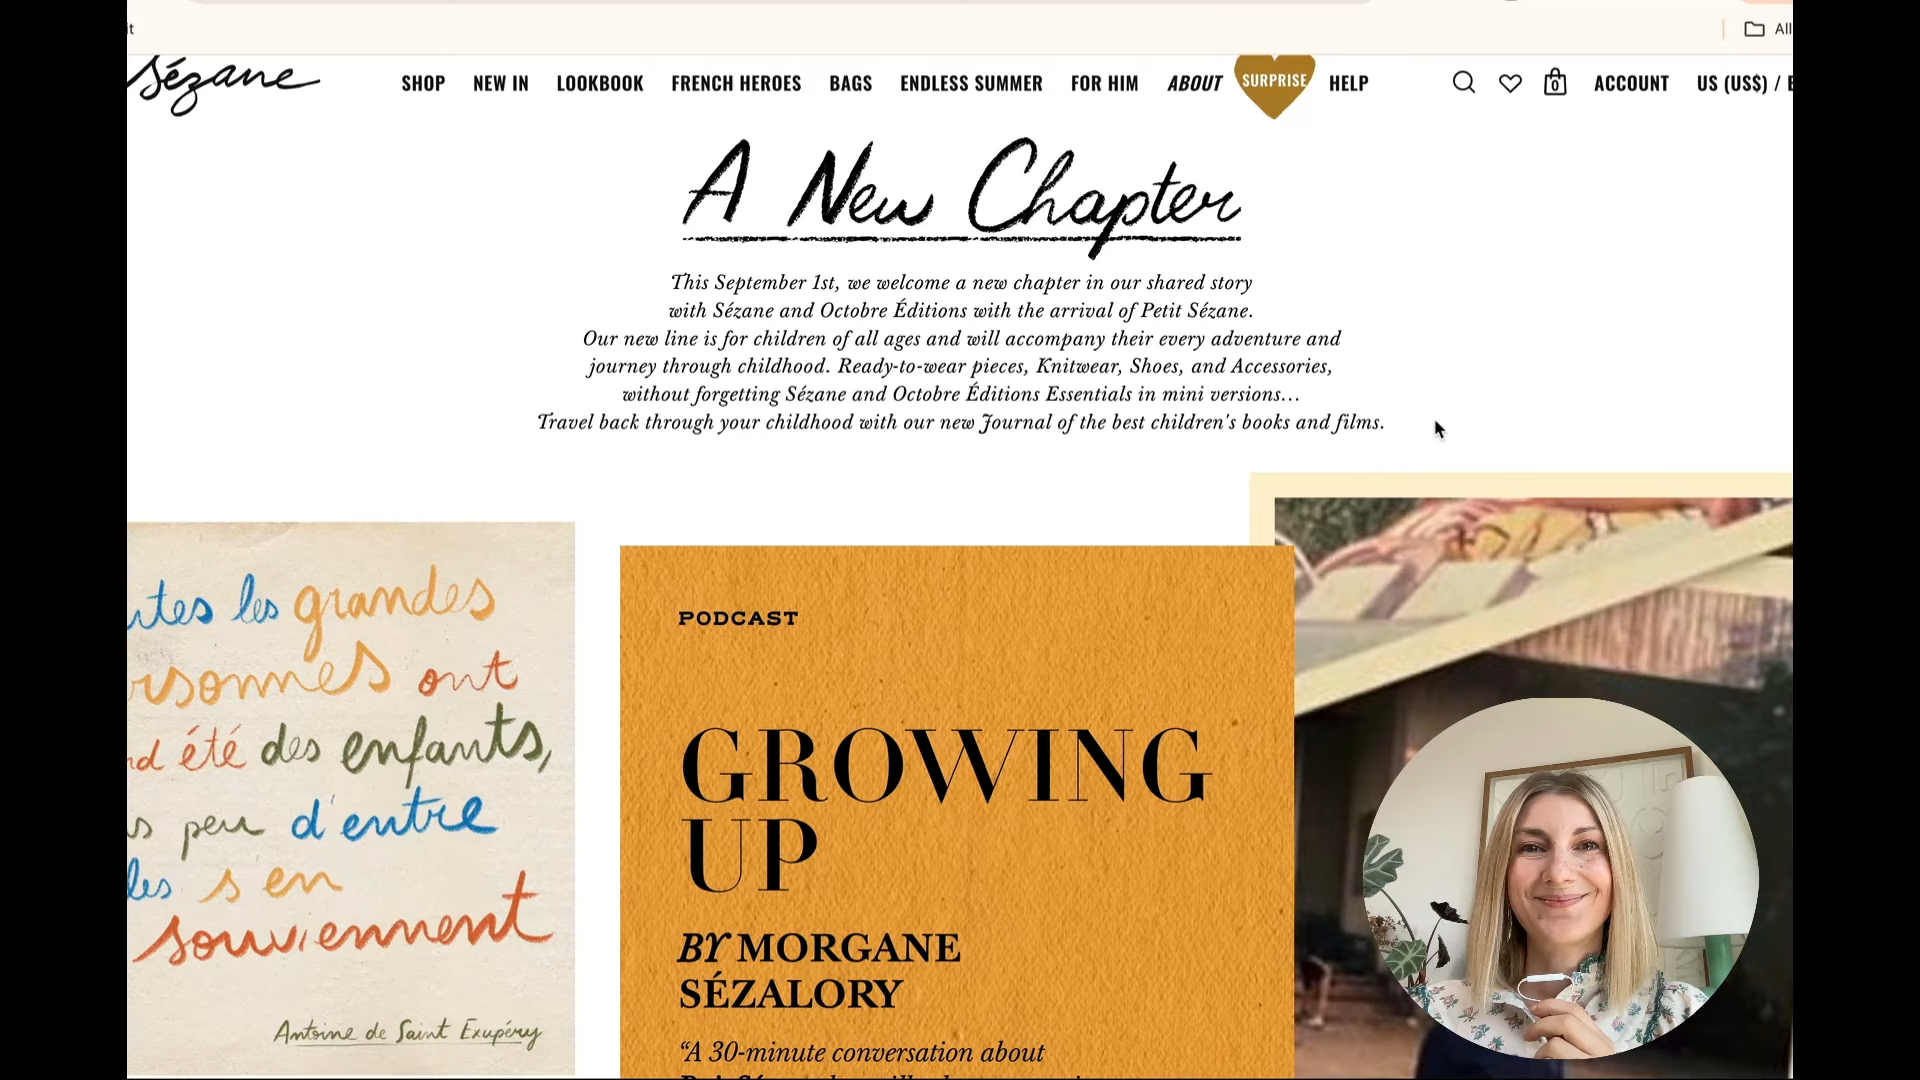 All
Sézane
SHOP NEW IN LOOKBOOK FRENCH HEROES BAGS ENDLESS SUMMER FOR HIM ABOUT SURPRISE HELP 0 ACCOUNT US (US$) /
A New Chapter
This September 1st, we welcome a new chapter in our shared story
with Sézane and Octobre Éditions with the arrival of Petit Sézane.
Our new line is for children of all ages and will accompany their every adventure and
journey through childhood. Ready-to-wear pieces, Knitwear, Shoes, and Accessories,
without forgetting Sézane and Octobre Éditions Essentials in mini versions...
Travel back through your childhood with our new Journal of the best children's books and films.
les grandes
ont
été des enfants,
peu d'entre
les s'en
souviennent
Antoine de Saint Exupéry
PODCAST
GROWING
UP
BY MORGANE
SÉZALORY
“A 30-minute conversation about